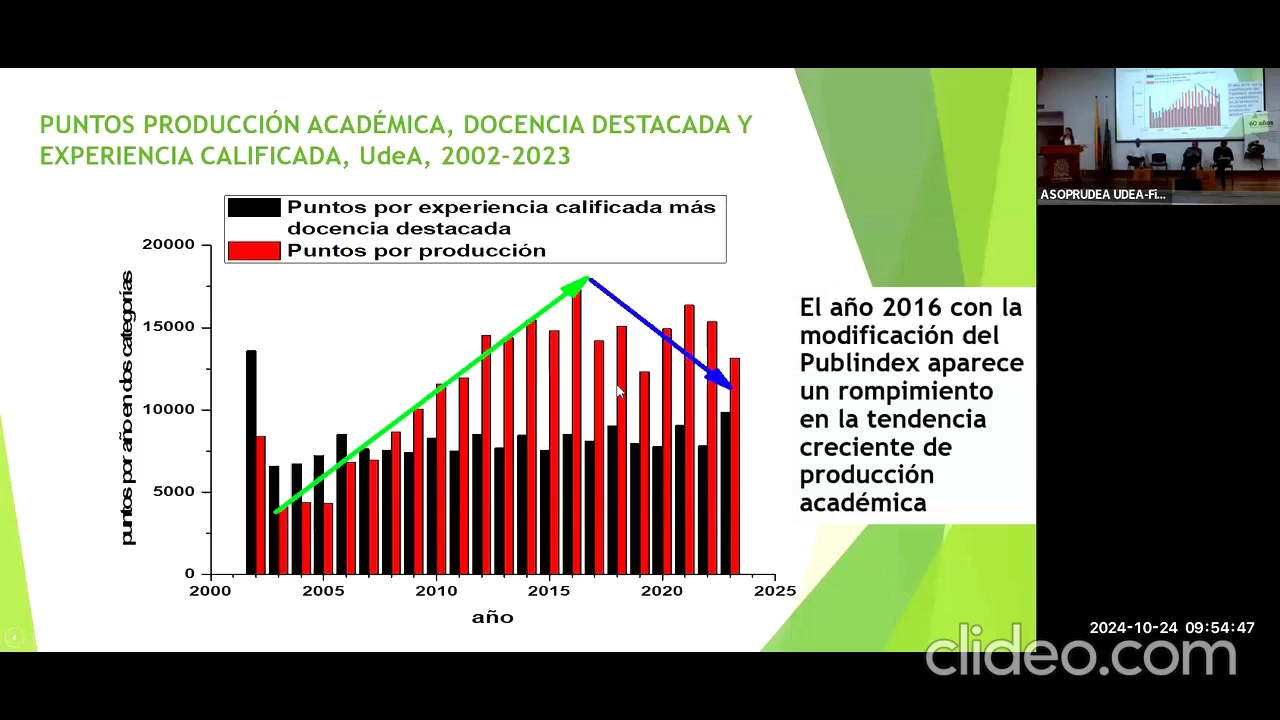 PUNTOS PRODUCCIÓN ACADÉMICA, DOCENCIA DESTACADA Y
EXPERIENCIA CALIFICADA, UdeA, 2002-2023
Puntos por experiencia calificada más
docencia destacada
Puntos por producción
puntos por año en dos categorías
20000
15000
10000
5000
0
2000
2005
2010
2015
2020
2025
año
El año 2016 con la
modificación del
Publindex aparece
un rompimiento
en la tendencia
creciente de
producción
académica
60 años
ASOPRUDEA UDEA-Fi...
2024-10-24 09:54:47
clideo.com